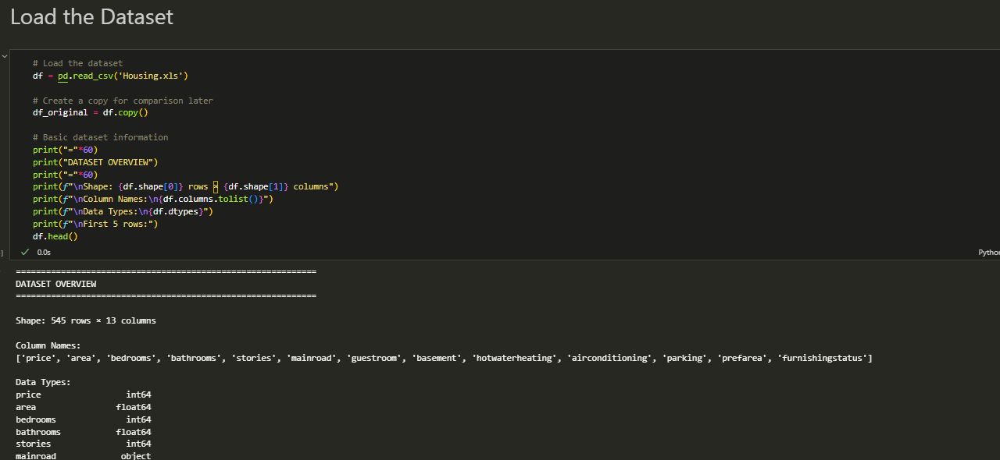 Load the Dataset
# Load the dataset
df = pd.read_csv('Housing.xls')
# Create a copy for comparison later
df_original = df.copy()
# Basic dataset information
print("="*60)
print("DATASET OVERVIEW")
print("="*60)
print(f"\nShape: {df.shape[0]} rows × {df.shape[1]} columns")
print(f"\nColumn Names:\n{df.columns.tolist()}")
print(f"\nData Types:\n{df.dtypes}")
print(f"\nFirst 5 rows:")
df.head()
] ✓ 0.0s Python
============================================================
DATASET OVERVIEW
============================================================
Shape: 545 rows × 13 columns
Column Names:
['price', 'area', 'bedrooms', 'bathrooms', 'stories', 'mainroad', 'guestroom', 'basement', 'hotwaterheating', 'airconditioning', 'parking', 'prefarea', 'furnishingstatus']
Data Types:
price int64
area float64
bedrooms int64
bathrooms float64
stories int64
mainroad object